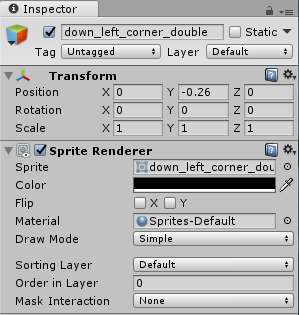 Inspector
down_left_corner_double Static
Tag Untagged Layer Default
Transform
Position X 0 Y -0.26 Z 0
Rotation X 0 Y 0 Z 0
Scale X 1 Y 1 Z 1
Sprite Renderer
Sprite down_left_corner_dou
Color
Flip X Y
Material Sprites-Default
Draw Mode Simple
Sorting Layer Default
Order in Layer 0
Mask Interaction None